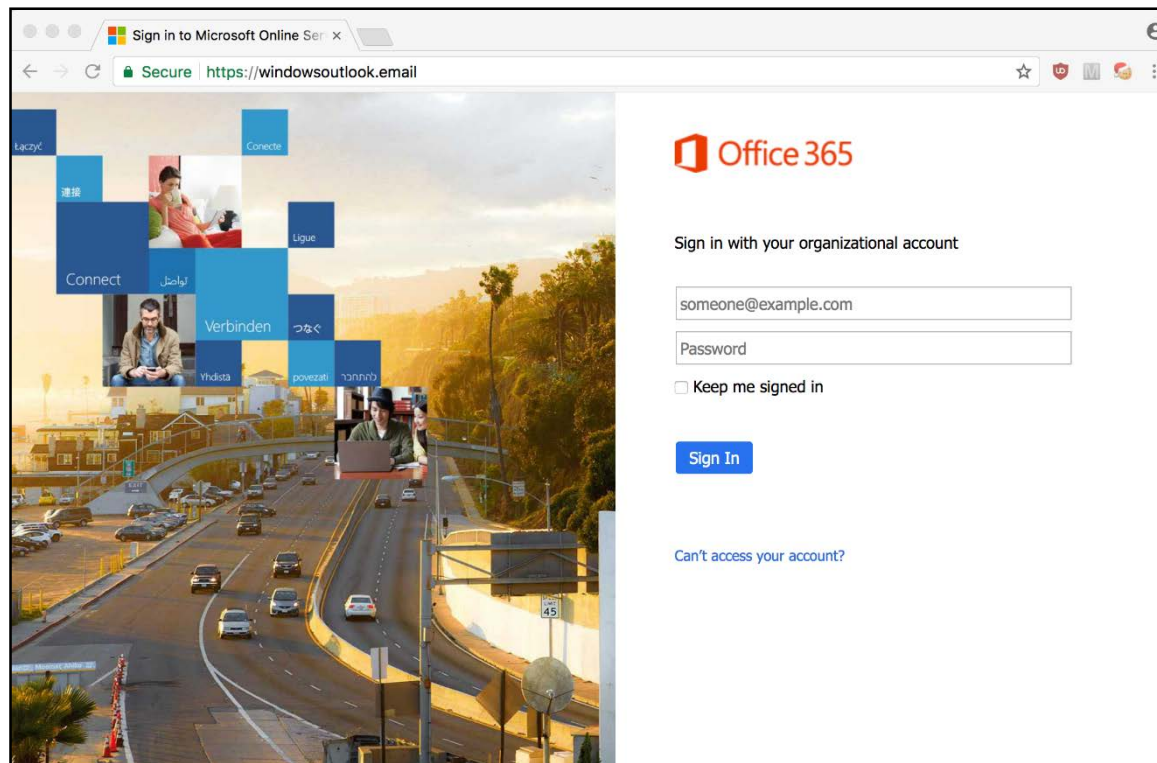 Sign in to Microsoft Online Ser
Secure https://windowsoutlook.email
Łączyć
Conecte
連接
Ligue
Connect
تواصل
Verbinden
つなぐ
Yhdistä
povezati
להתחבר
Office 365
Sign in with your organizational account
someone@example.com
Password
Keep me signed in
Sign In
Can't access your account?
45